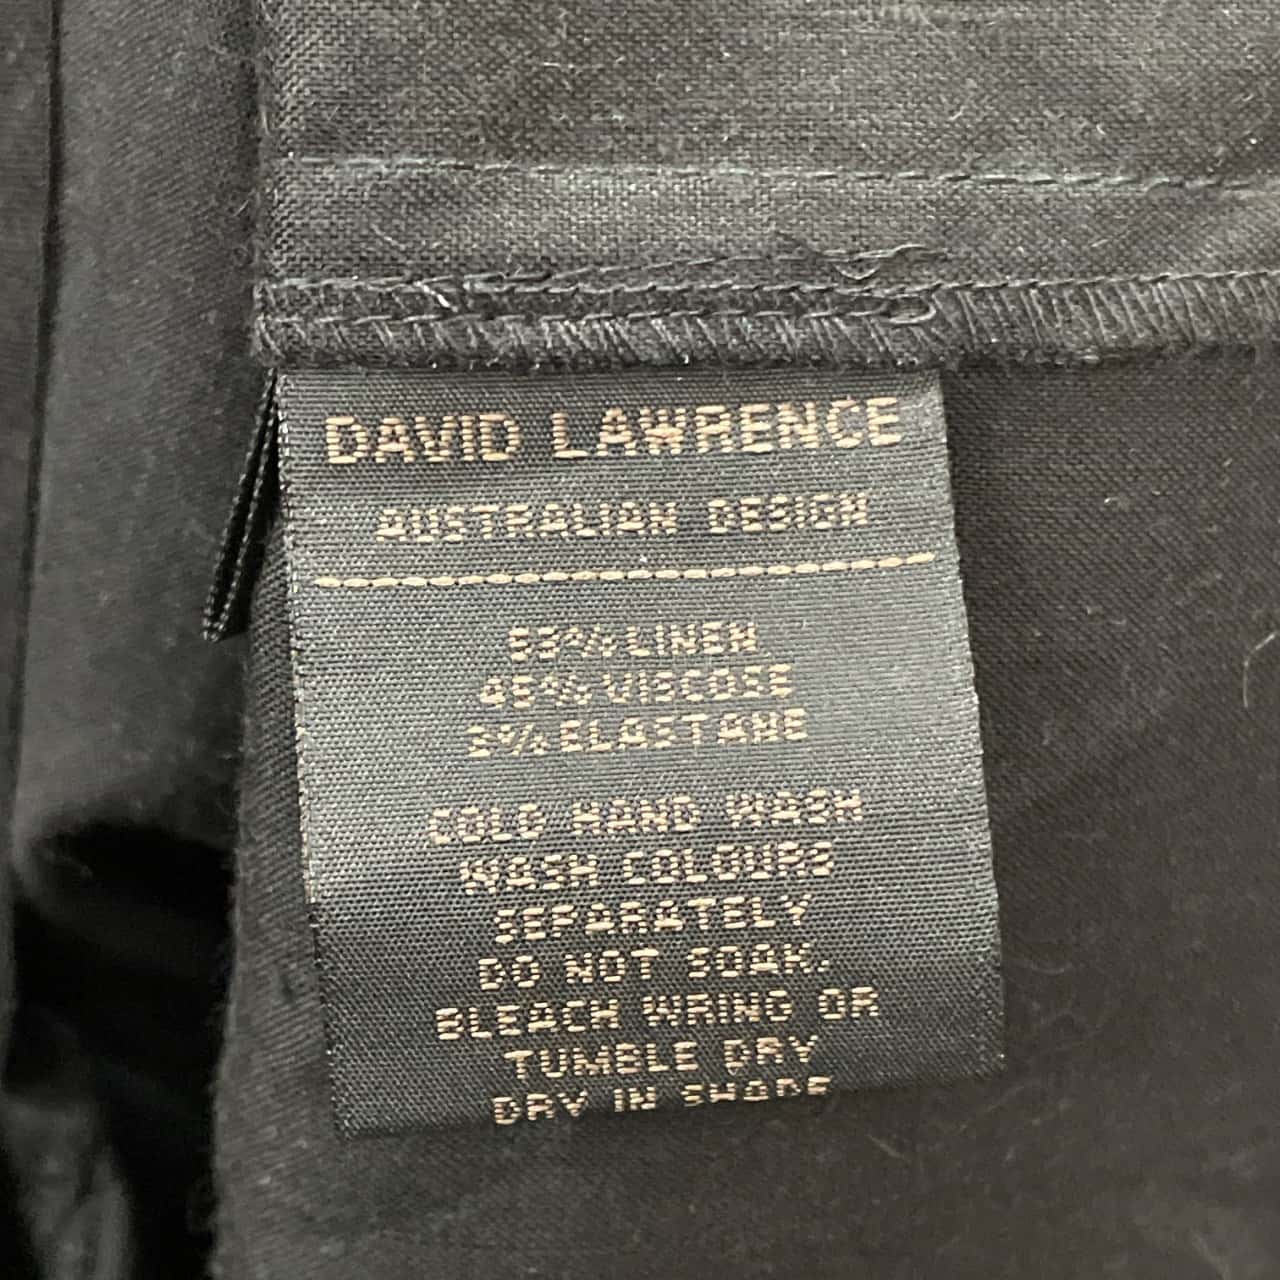 DAVID LAWRENCE
AUSTRALIAN DESIGN
53% LINEN
45% VISCOSE
2% ELASTANE
COLD HAND WASH
WASH COLOURS
SEPARATELY
DO NOT SOAK,
BLEACH WRING OR
TUMBLE DRY
DRY IN SHADE